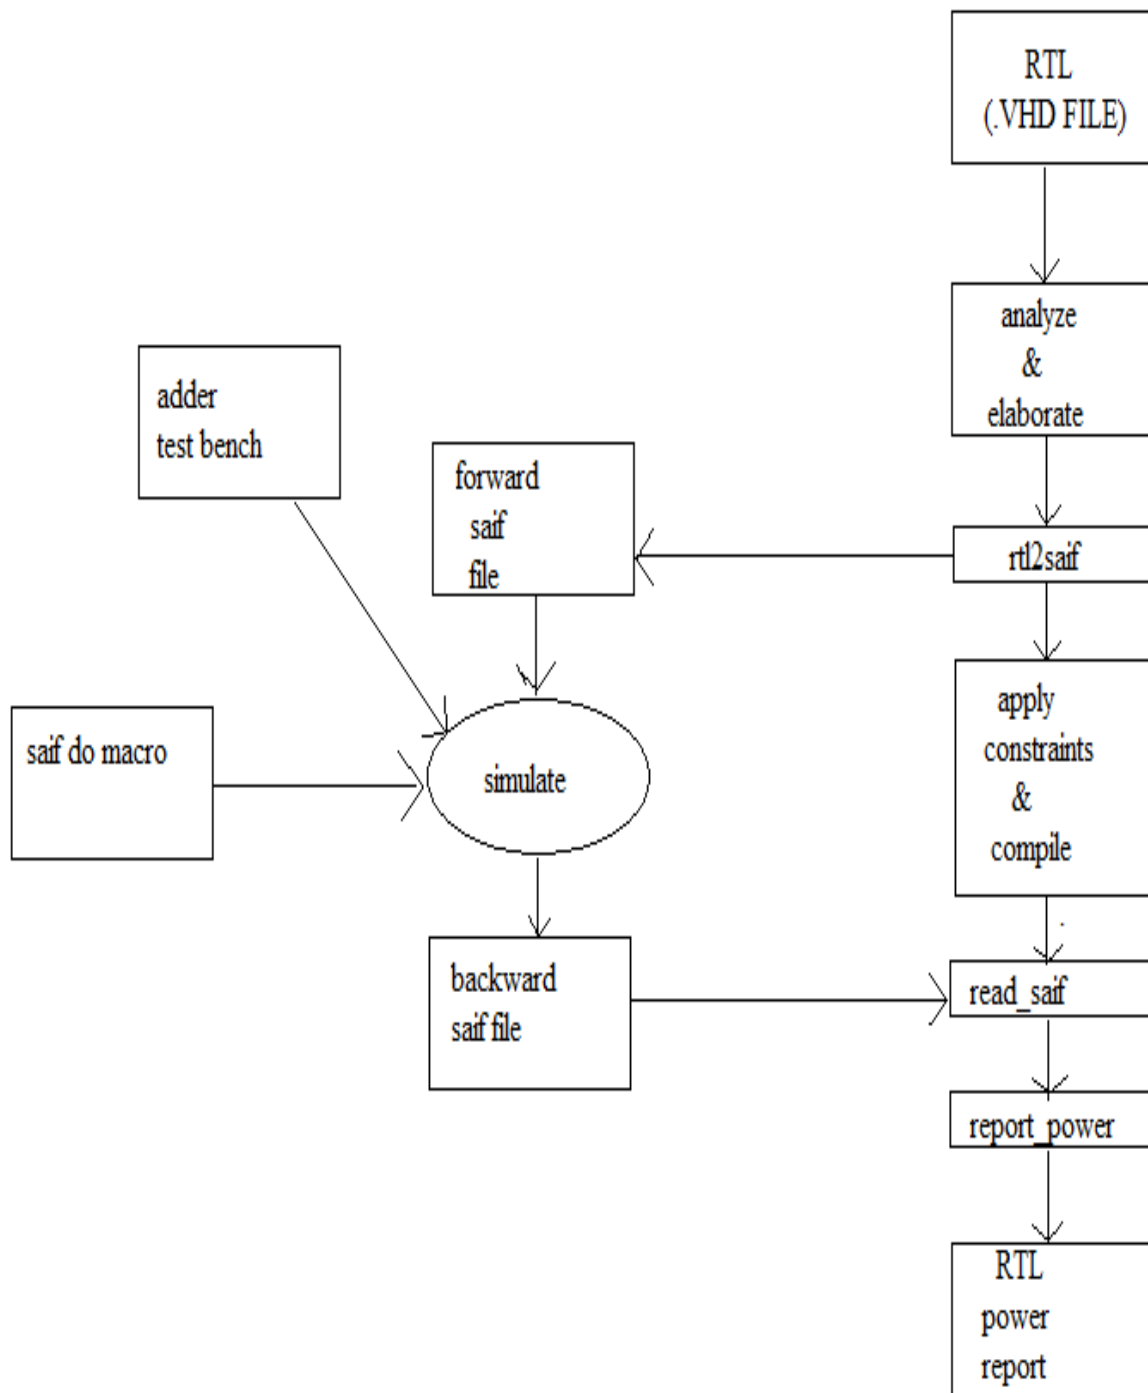 RTL
(.VHD FILE)
analyze
&
elaborate
adder
test bench
forward
saif
file
rtl2saif
apply
constraints
&
compile
saif do macro
simulate
backward
saif file
read_saif
report_power
RTL
power
report